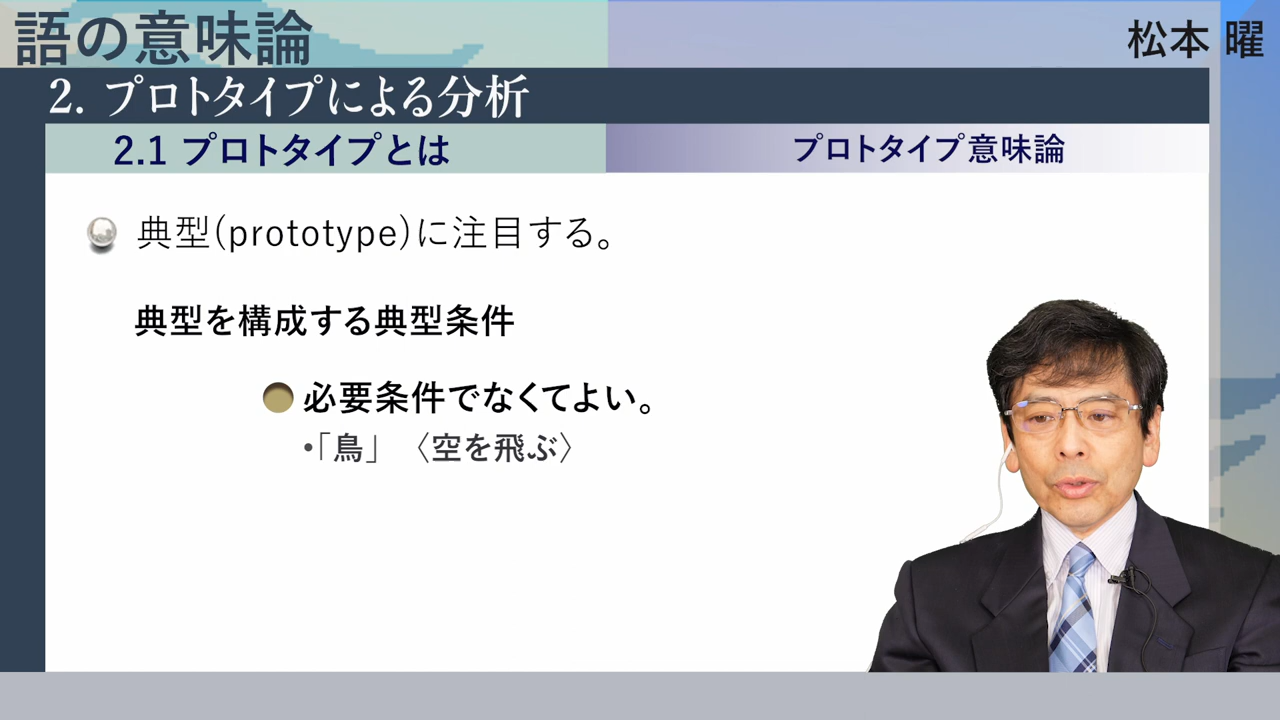 語の意味論
松本 曜
2. プロトタイプによる分析
2.1 プロトタイプとは
プロトタイプ意味論
典型(prototype)に注目する。
典型を構成する典型条件
必要条件でなくてよい。
・「鳥」 〈空を飛ぶ〉